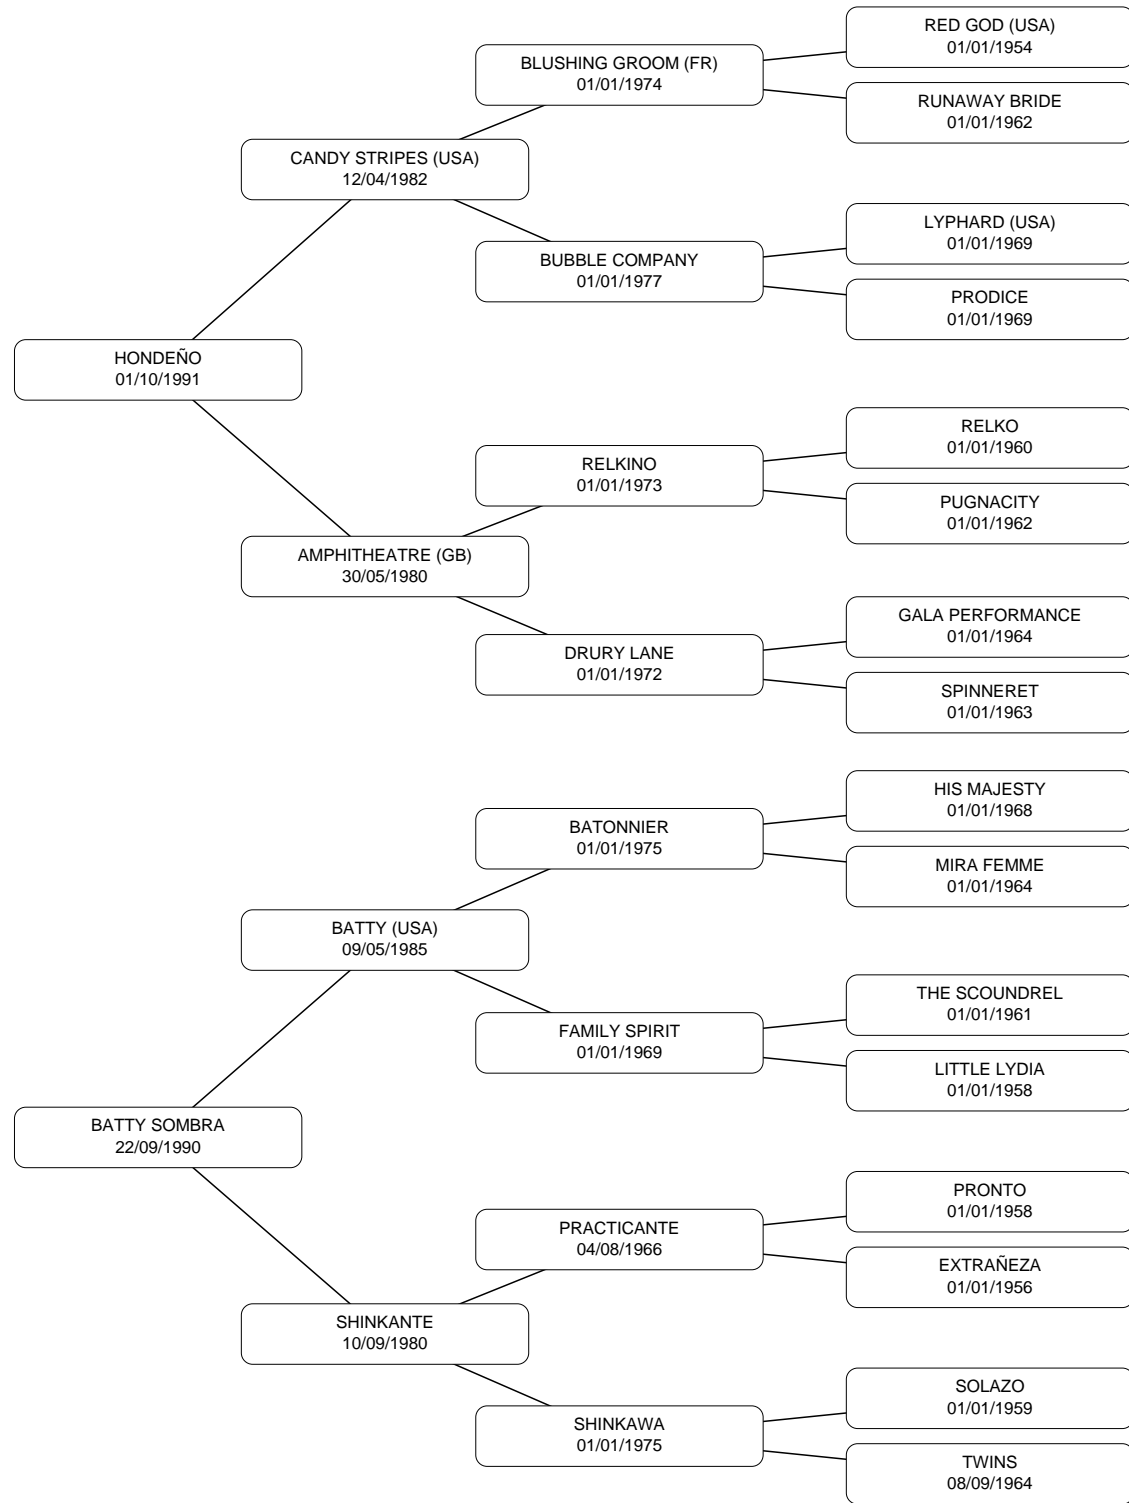 RED GOD (USA)
01/01/1954
BLUSHING GROOM (FR)
01/01/1974
RUNAWAY BRIDE
01/01/1962
CANDY STRIPES (USA)
12/04/1982
LYPHARD (USA)
01/01/1969
BUBBLE COMPANY
01/01/1977
PRODICE
01/01/1969
HONDEÑO
01/10/1991
RELKO
01/01/1960
RELKINO
01/01/1973
PUGNACITY
01/01/1962
AMPHITHEATRE (GB)
30/05/1980
GALA PERFORMANCE
01/01/1964
DRURY LANE
01/01/1972
SPINNERET
01/01/1963
HIS MAJESTY
01/01/1968
BATONNIER
01/01/1975
MIRA FEMME
01/01/1964
BATTY (USA)
09/05/1985
THE SCOUNDREL
01/01/1961
FAMILY SPIRIT
01/01/1969
LITTLE LYDIA
01/01/1958
BATTY SOMBRA
22/09/1990
PRONTO
01/01/1958
PRACTICANTE
04/08/1966
EXTRAÑEZA
01/01/1956
SHINKANTE
10/09/1980
SOLAZO
01/01/1959
SHINKAWA
01/01/1975
TWINS
08/09/1964